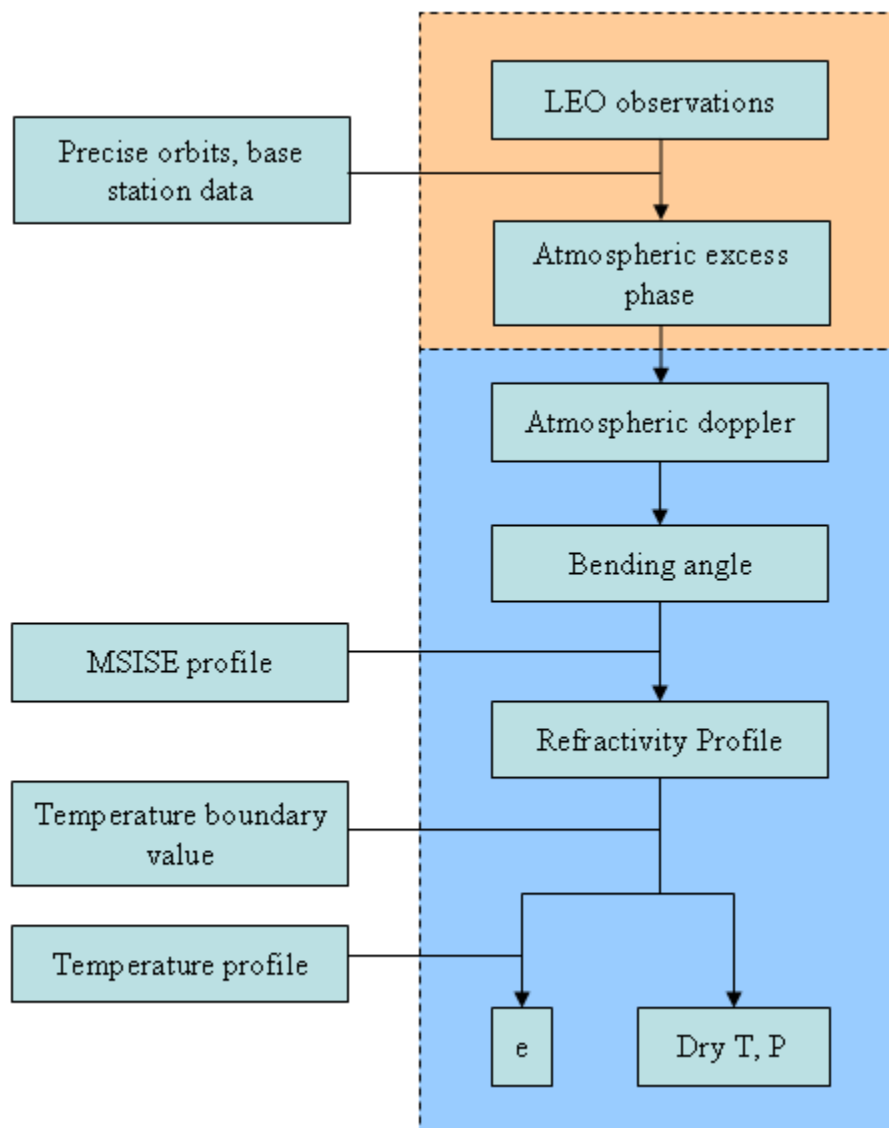 LEO observations
Precise orbits, base
station data
Atmospheric excess
phase
Atmospheric doppler
Bending angle
MSISE profile
Refractivity Profile
Temperature boundary
value
Temperature profile
e
Dry T, P